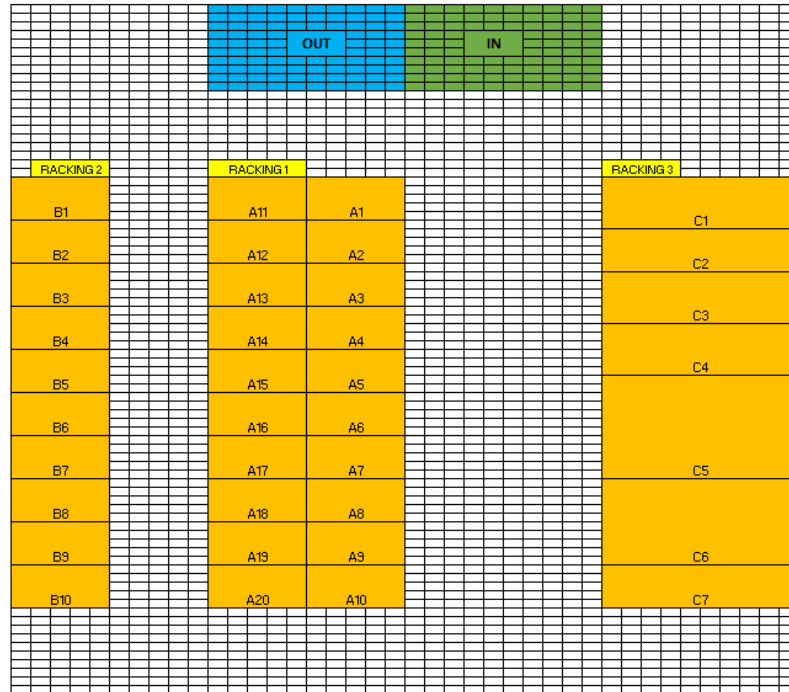 OUT IN
RACKING 2 RACKING 1 RACKING 3
B1 A11 A1 C1
B2 A12 A2 C2
B3 A13 A3 C3
B4 A14 A4 C4
B5 A15 A5
B6 A16 A6
B7 A17 A7 C5
B8 A18 A8
B9 A19 A9 C6
B10 A20 A10 C7